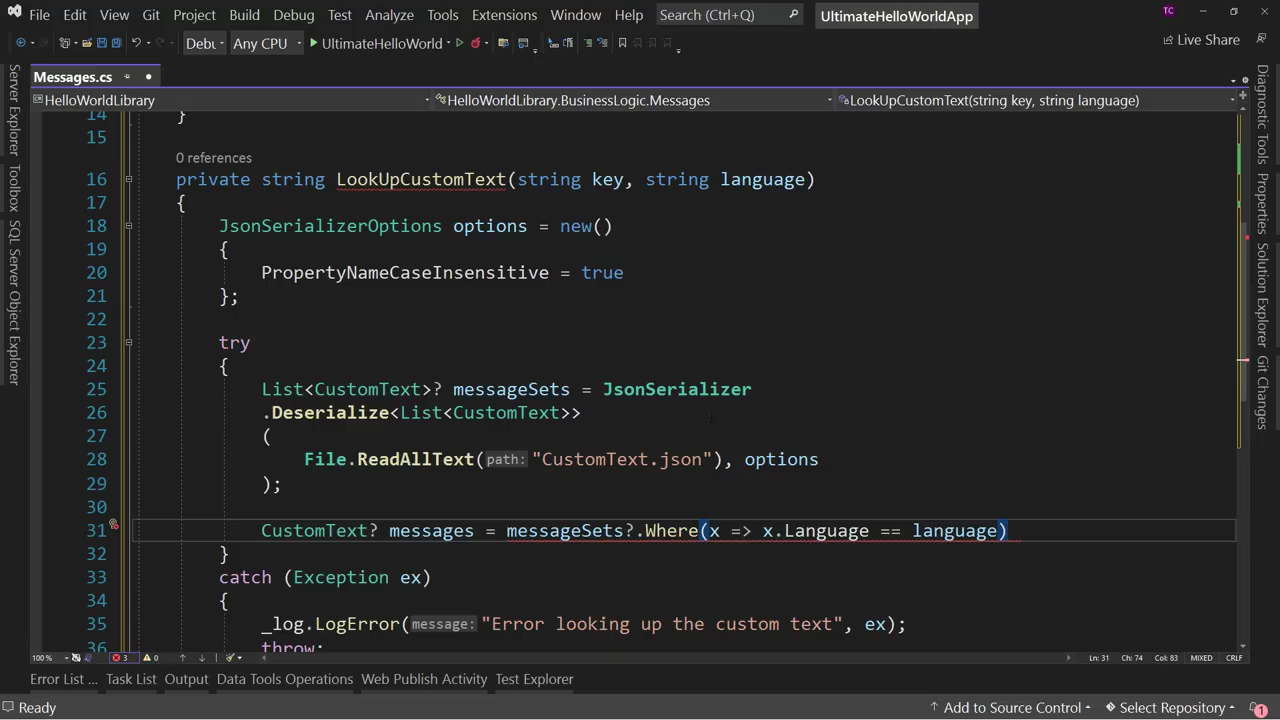 File Edit View Git Project Build Debug Test Analyze Tools Extensions Window Help Search (Ctrl+Q) UltimateHelloWorldApp TC
Debu Any CPU UltimateHelloWorld Live Share
Messages.cs
HelloWorldLibrary HelloWorldLibrary.BusinessLogic.Messages LookUpCustomText(string key, string language)
Server Explorer
Toolbox
SQL Server Object Explorer
14 }
15
0 references
16 private string LookUpCustomText(string key, string language)
17 {
18 JsonSerializerOptions options = new()
19 {
20 PropertyNameCaseInsensitive = true
21 };
22
23 try
24 {
25 List<CustomText>? messageSets = JsonSerializer
26 .Deserialize<List<CustomText>>
27 (
28 File.ReadAllText(path: "CustomText.json"), options
29 );
30
31 CustomText? messages = messageSets?.Where(x => x.Language == language)
32 }
33 catch (Exception ex)
34 {
35 _log.LogError(message: "Error looking up the custom text", ex);
36 throw;
Diagnostic Tools
Properties
Solution Explorer
Git Changes
100% 3 0 Ln: 31 Ch: 74 Col: 83 MIXED CRLF
Error List ... Task List Output Data Tools Operations Web Publish Activity Test Explorer
Ready Add to Source Control Select Repository 1